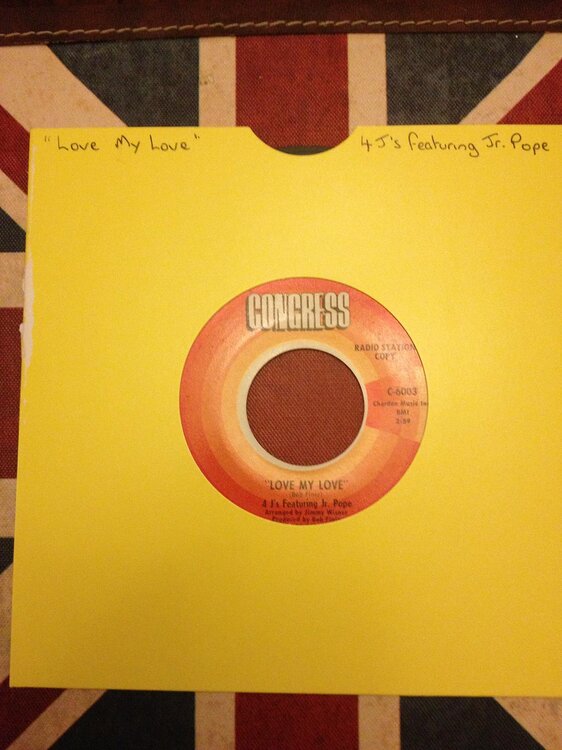 "Love My Love"
4 J's featuring Jr. Pope
CONGRESS
RADIO STATION
COPY
C-6003
Chardon Music In
BMI
2:59
"LOVE MY LOVE"
(Bob Finiz)
4 J's Featuring Jr. Pope
Arranged by Jimmy Wisner
Produced by Bob Finiz